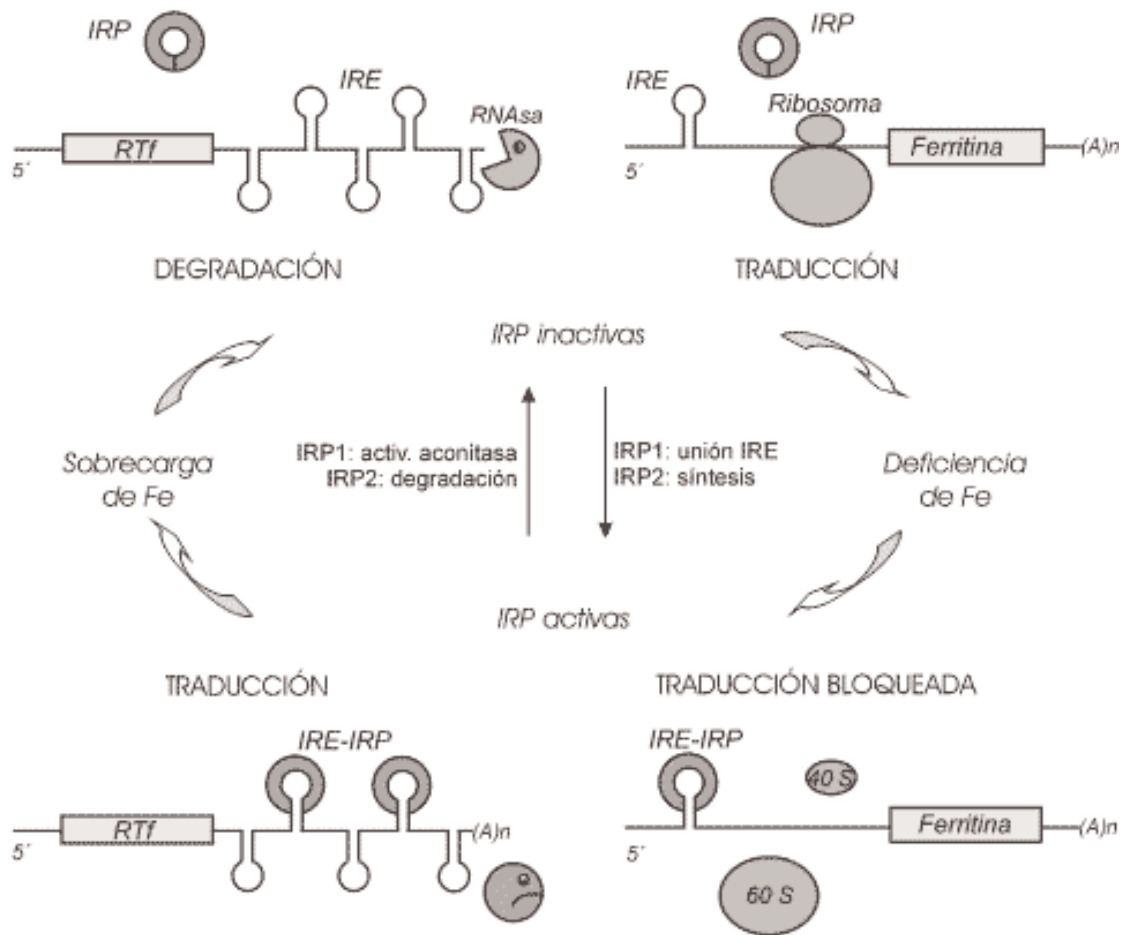 IRP
IRE
RNAsa
RTf
5´
DEGRADACIÓN
IRP
IRE
Ribosoma
Ferritina
(A)n
5´
TRADUCCIÓN
IRP inactivas
Sobrecarga
de Fe
IRP1: activ. aconitasa
IRP2: degradación
IRP1: unión IRE
IRP2: síntesis
Deficiencia
de Fe
IRP activas
TRADUCCIÓN
IRE-IRP
RTf
(A)n
5´
TRADUCCIÓN BLOQUEADA
IRE-IRP
40 S
Ferritina
(A)n
5´
60 S